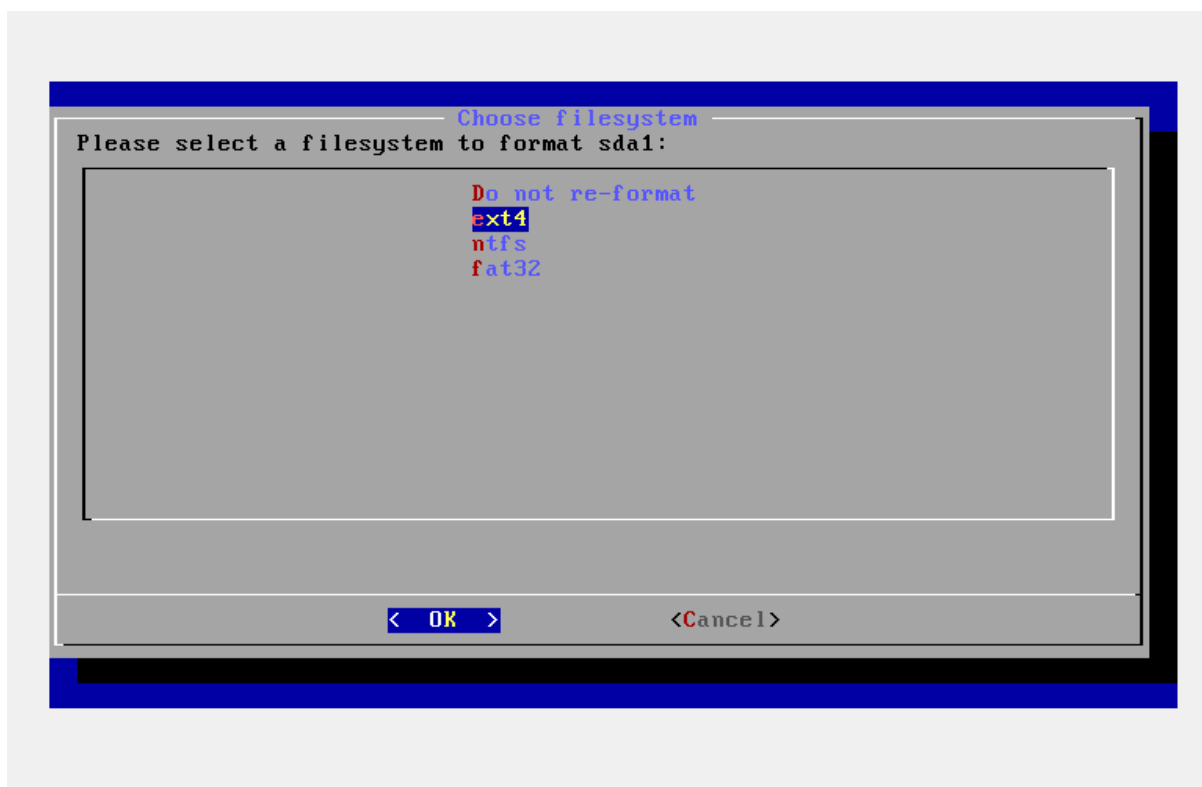 Choose filesystem
Please select a filesystem to format sda1:
Do not re-format
ext4
ntfs
fat32
< OK > <Cancel>